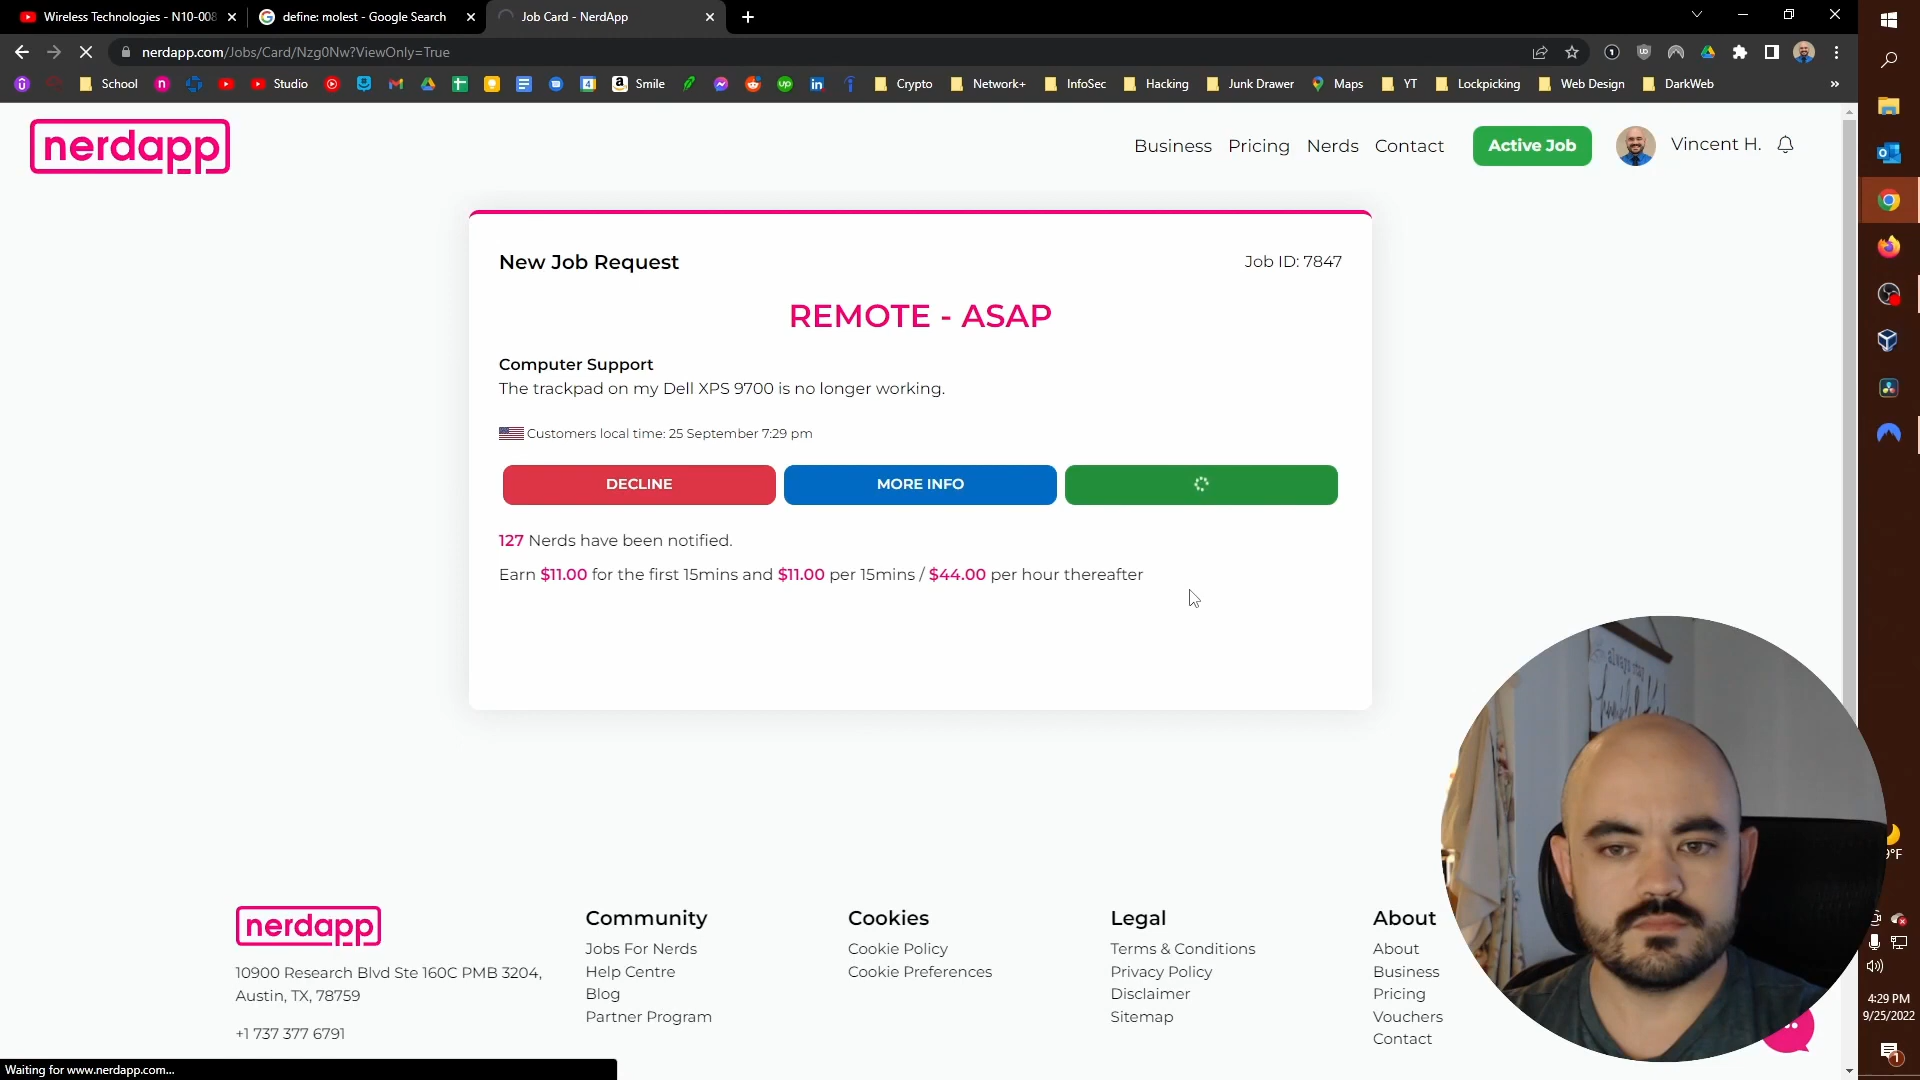 Wireless Technologies - N10-008
define: molest - Google Search
Job Card - NerdApp
nerdapp.com/Jobs/Card/Nzg0Nw?ViewOnly=True
School
Studio
Smile
Crypto
Network+
InfoSec
Hacking
Junk Drawer
Maps
YT
Lockpicking
Web Design
DarkWeb
nerdapp
Business
Pricing
Nerds
Contact
Active Job
Vincent H.
New Job Request
Job ID: 7847
REMOTE - ASAP
Computer Support
The trackpad on my Dell XPS 9700 is no longer working.
Customers local time: 25 September 7:29 pm
DECLINE
MORE INFO
127 Nerds have been notified.
Earn $11.00 for the first 15mins and $11.00 per 15mins / $44.00 per hour thereafter
always
nerdapp
10900 Research Blvd Ste 160C PMB 3204,
Austin, TX, 78759
+1 737 377 6791
Community
Jobs For Nerds
Help Centre
Blog
Partner Program
Cookies
Cookie Policy
Cookie Preferences
Legal
Terms & Conditions
Privacy Policy
Disclaimer
Sitemap
About
About
Business
Pricing
Vouchers
Contact
9°F
4:29 PM
9/25/2022
1
Waiting for www.nerdapp.com...